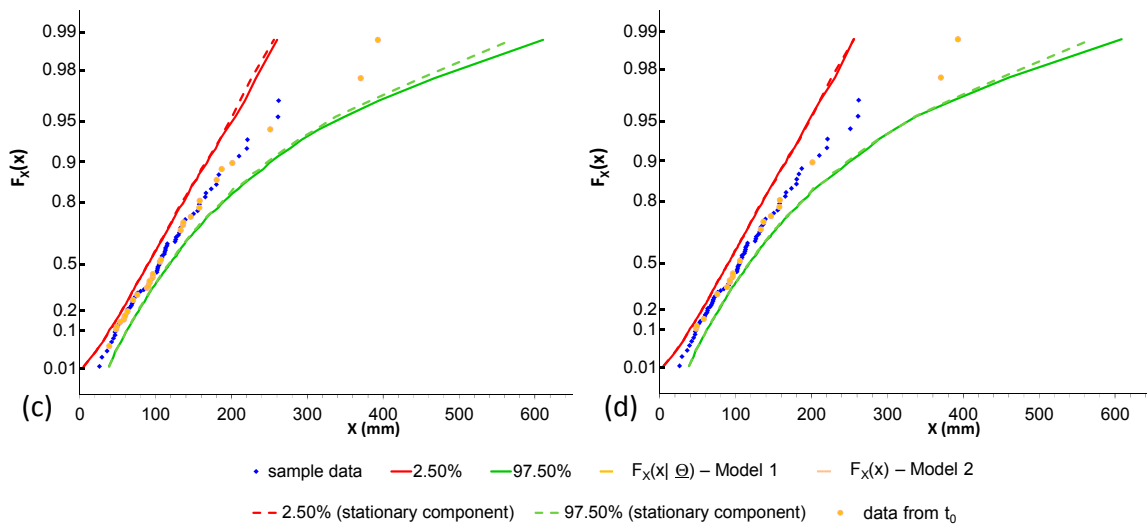 0.99
0.98
0.95
0.9
0.8
0.5
0.2
0.1
0.01
F_X(x)
0 100 200 300 400 500 600
X (mm)
(c)
0.99
0.98
0.95
0.9
0.8
0.5
0.2
0.1
0.01
F_X(x)
0 100 200 300 400 500 600
X (mm)
(d)
sample data 2.50% 97.50% F_X(x| Θ) – Model 1 F_X(x) – Model 2
2.50% (stationary component) 97.50% (stationary component) data from t_0